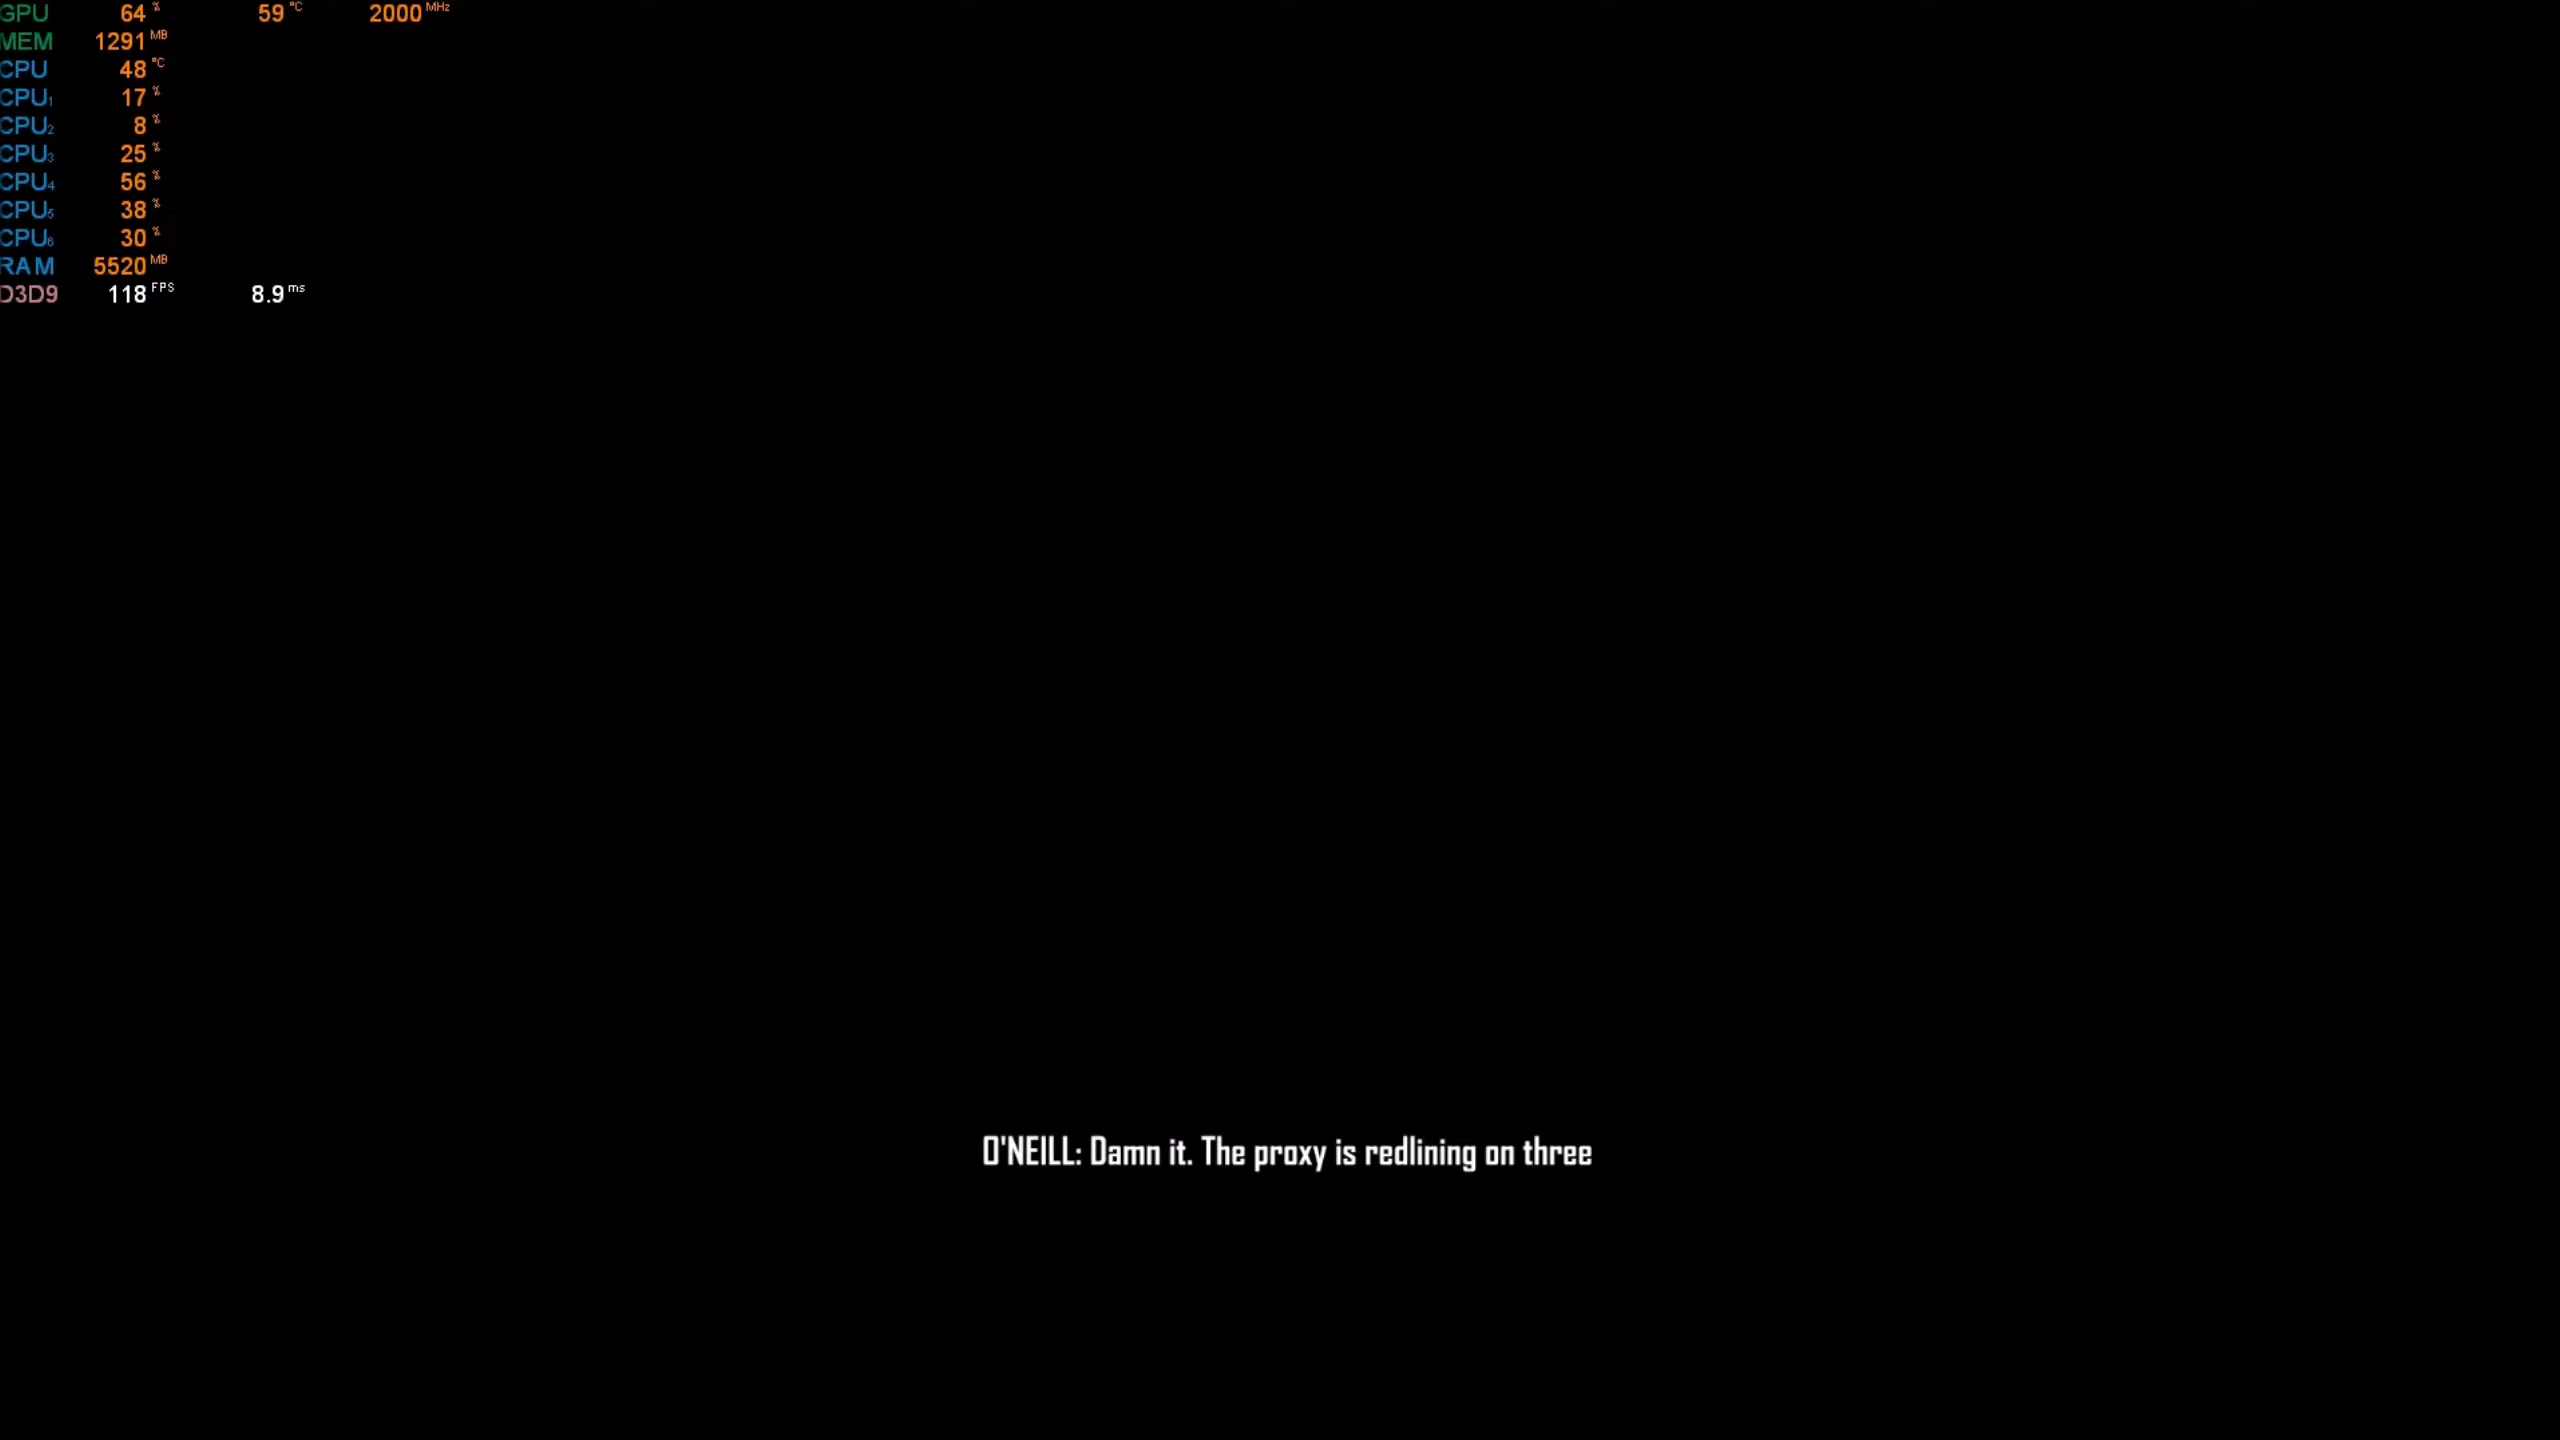 GPU 64 % 59 °C 2000 MHz
MEM 1291 MB
CPU 48 °C
CPU1 17 %
CPU2 8 %
CPU3 25 %
CPU4 56 %
CPU5 38 %
CPU6 30 %
RAM 5520 MB
D3D9 118 FPS 8.9 ms
O'NEILL: Damn it. The proxy is redlining on three